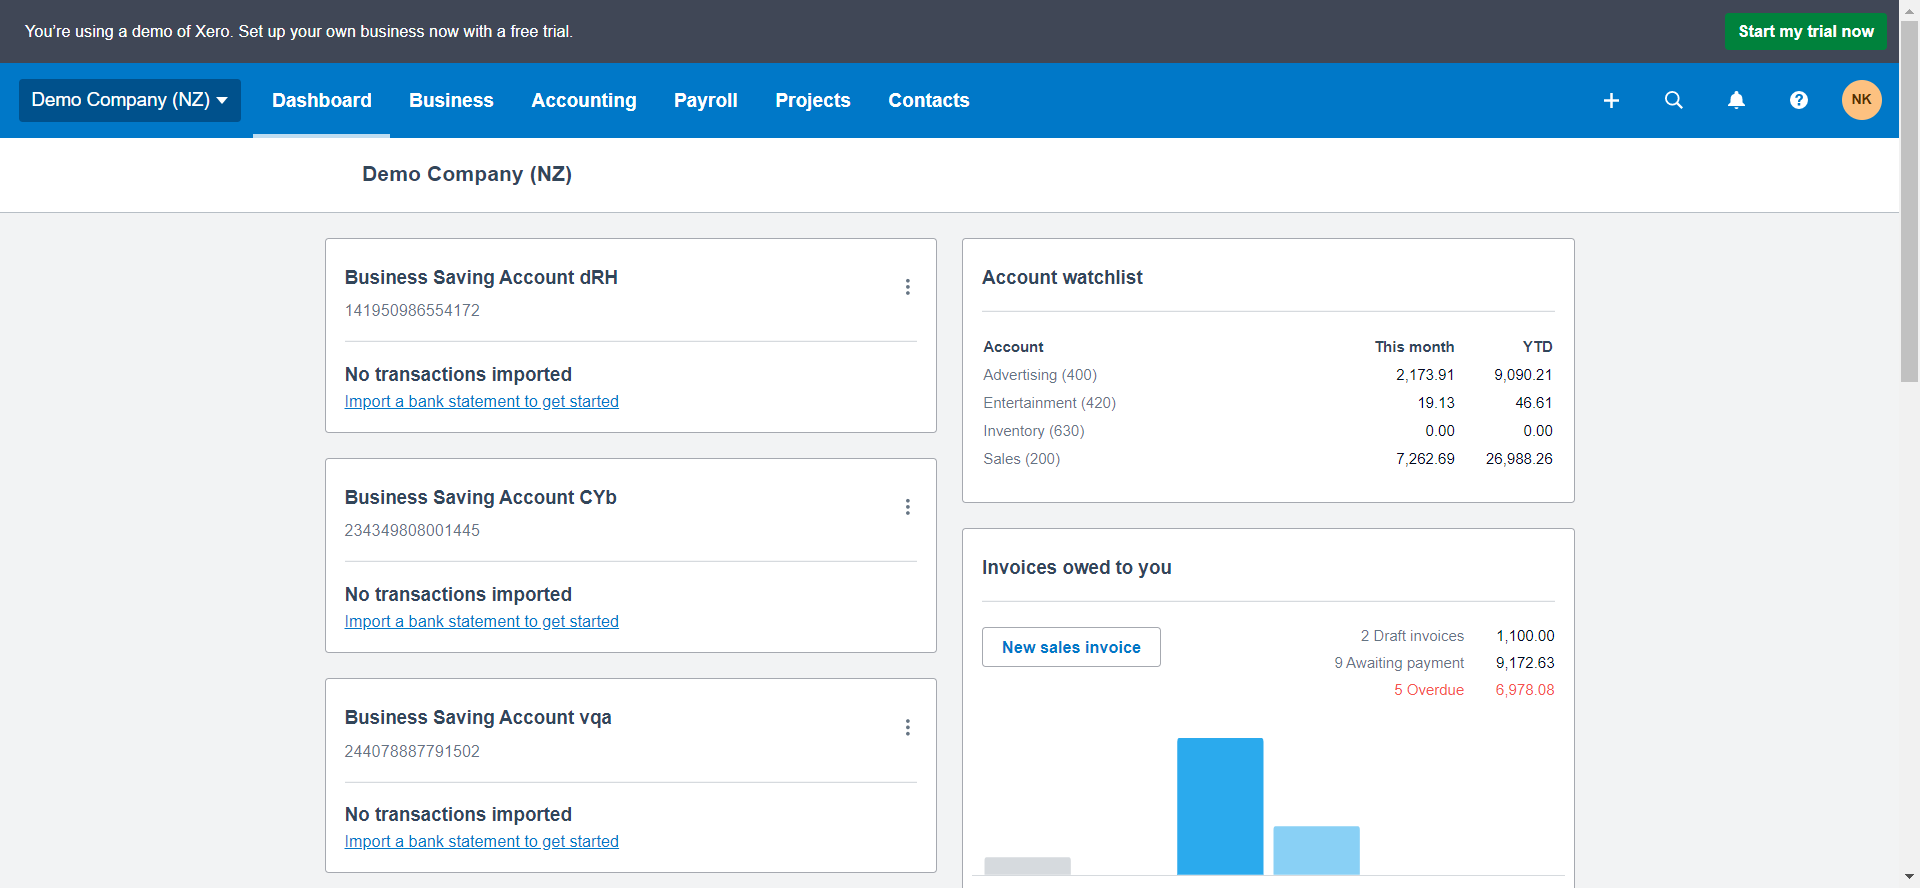 You're using a demo of Xero. Set up your own business now with a free trial.
Start my trial now
Demo Company (NZ)
Dashboard
Business
Accounting
Payroll
Projects
Contacts
NK
Demo Company (NZ)
Business Saving Account dRH
141950986554172
No transactions imported
Import a bank statement to get started
Business Saving Account CYb
234349808001445
No transactions imported
Import a bank statement to get started
Business Saving Account vqa
244078887791502
No transactions imported
Import a bank statement to get started
Account watchlist
Account This month YTD
Advertising (400) 2,173.91 9,090.21
Entertainment (420) 19.13 46.61
Inventory (630) 0.00 0.00
Sales (200) 7,262.69 26,988.26
Invoices owed to you
New sales invoice
2 Draft invoices 1,100.00
9 Awaiting payment 9,172.63
5 Overdue 6,978.08